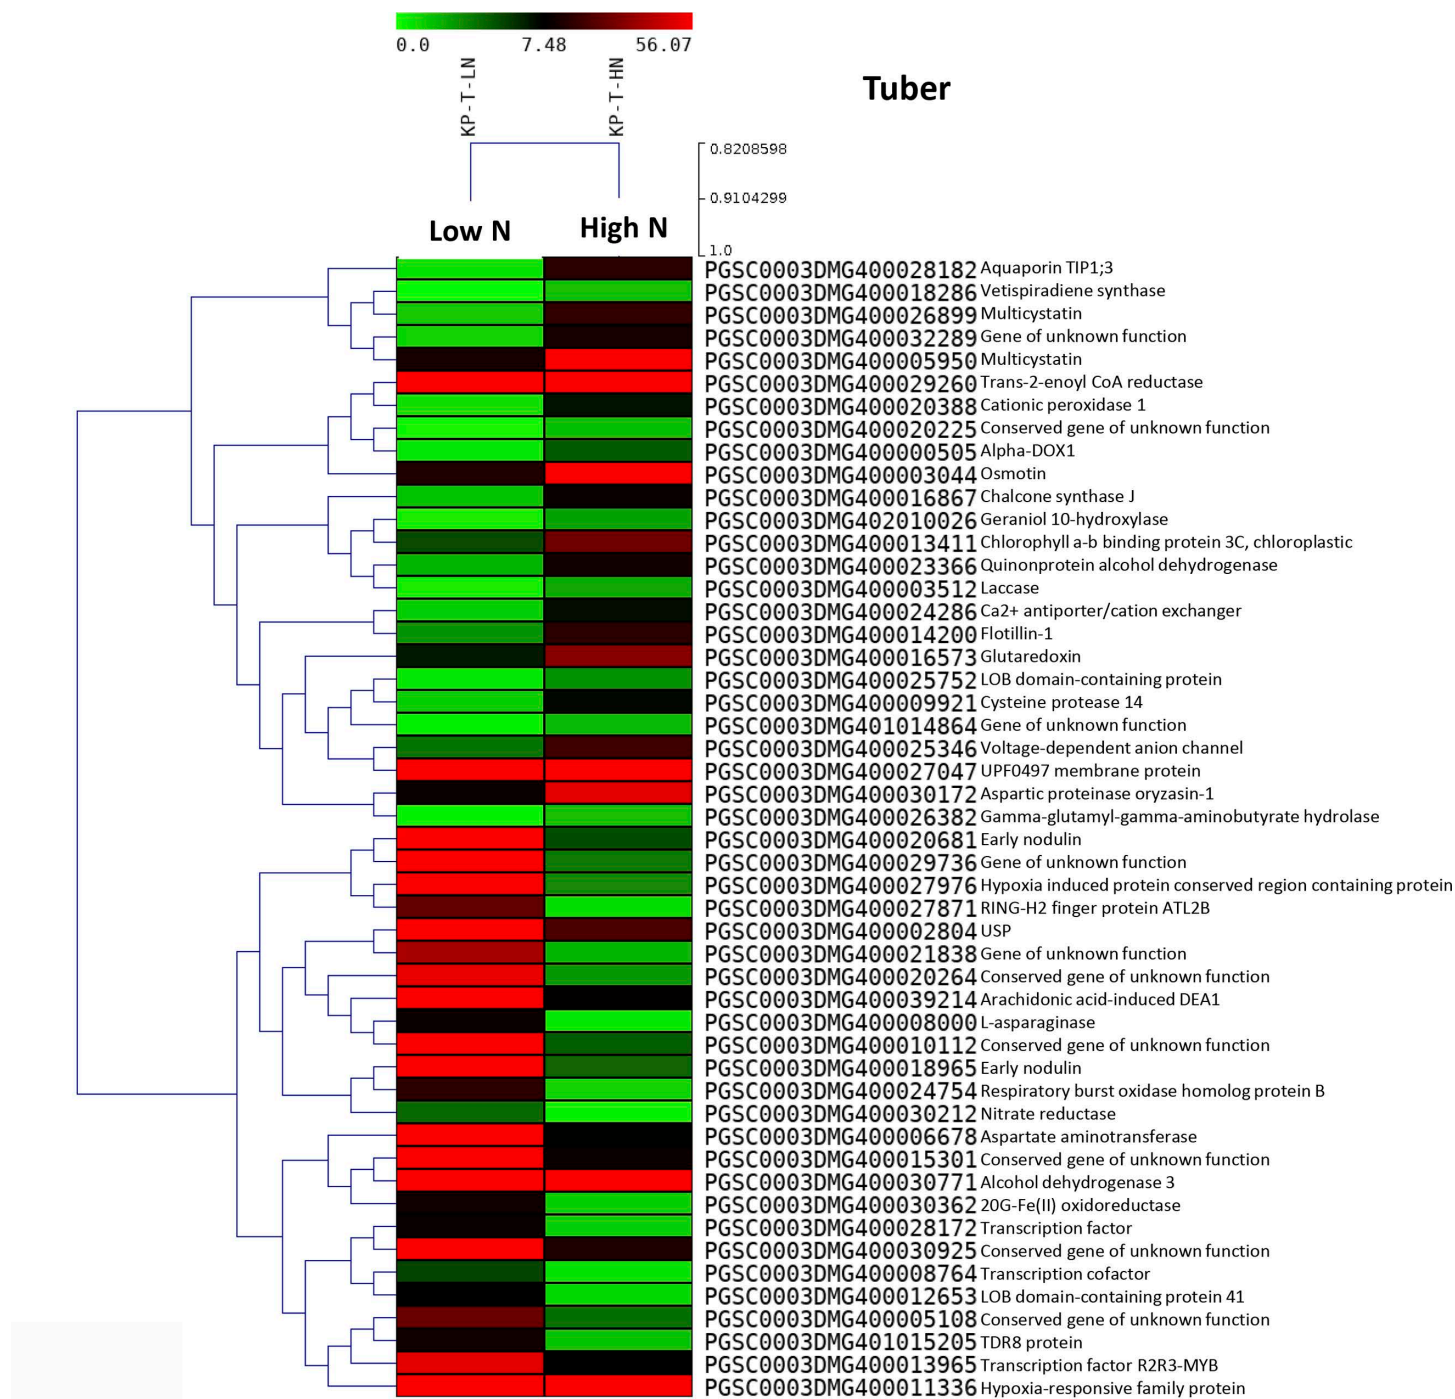 0.0 7.48 56.07
KP-T-LN KP-T-HN
Tuber
0.8208598
0.9104299
1.0
Low N High N
PGSC0003DMG400028182 Aquaporin TIP1;3
PGSC0003DMG400018286 Vetispiradiene synthase
PGSC0003DMG400026899 Multicystatin
PGSC0003DMG400032289 Gene of unknown function
PGSC0003DMG400005950 Multicystatin
PGSC0003DMG400029260 Trans-2-enoyl CoA reductase
PGSC0003DMG400020388 Cationic peroxidase 1
PGSC0003DMG400020225 Conserved gene of unknown function
PGSC0003DMG400000505 Alpha-DOX1
PGSC0003DMG400003044 Osmotin
PGSC0003DMG400016867 Chalcone synthase J
PGSC0003DMG402010026 Geraniol 10-hydroxylase
PGSC0003DMG400013411 Chlorophyll a-b binding protein 3C, chloroplastic
PGSC0003DMG400023366 Quinonprotein alcohol dehydrogenase
PGSC0003DMG400003512 Laccase
PGSC0003DMG400024286 Ca2+ antiporter/cation exchanger
PGSC0003DMG400014200 Flotillin-1
PGSC0003DMG400016573 Glutaredoxin
PGSC0003DMG400025752 LOB domain-containing protein
PGSC0003DMG400009921 Cysteine protease 14
PGSC0003DMG401014864 Gene of unknown function
PGSC0003DMG400025346 Voltage-dependent anion channel
PGSC0003DMG400027047 UPF0497 membrane protein
PGSC0003DMG400030172 Aspartic proteinase oryzasin-1
PGSC0003DMG400026382 Gamma-glutamyl-gamma-aminobutyrate hydrolase
PGSC0003DMG400020681 Early nodulin
PGSC0003DMG400029736 Gene of unknown function
PGSC0003DMG400027976 Hypoxia induced protein conserved region containing protein
PGSC0003DMG400027871 RING-H2 finger protein ATL2B
PGSC0003DMG400002804 USP
PGSC0003DMG400021838 Gene of unknown function
PGSC0003DMG400020264 Conserved gene of unknown function
PGSC0003DMG400039214 Arachidonic acid-induced DEA1
PGSC0003DMG400008000 L-asparaginase
PGSC0003DMG400010112 Conserved gene of unknown function
PGSC0003DMG400018965 Early nodulin
PGSC0003DMG400024754 Respiratory burst oxidase homolog protein B
PGSC0003DMG400030212 Nitrate reductase
PGSC0003DMG400006678 Aspartate aminotransferase
PGSC0003DMG400015301 Conserved gene of unknown function
PGSC0003DMG400030771 Alcohol dehydrogenase 3
PGSC0003DMG400030362 20G-Fe(II) oxidoreductase
PGSC0003DMG400028172 Transcription factor
PGSC0003DMG400030925 Conserved gene of unknown function
PGSC0003DMG400008764 Transcription cofactor
PGSC0003DMG400012653 LOB domain-containing protein 41
PGSC0003DMG400005108 Conserved gene of unknown function
PGSC0003DMG401015205 TDR8 protein
PGSC0003DMG400013965 Transcription factor R2R3-MYB
PGSC0003DMG400011336 Hypoxia-responsive family protein